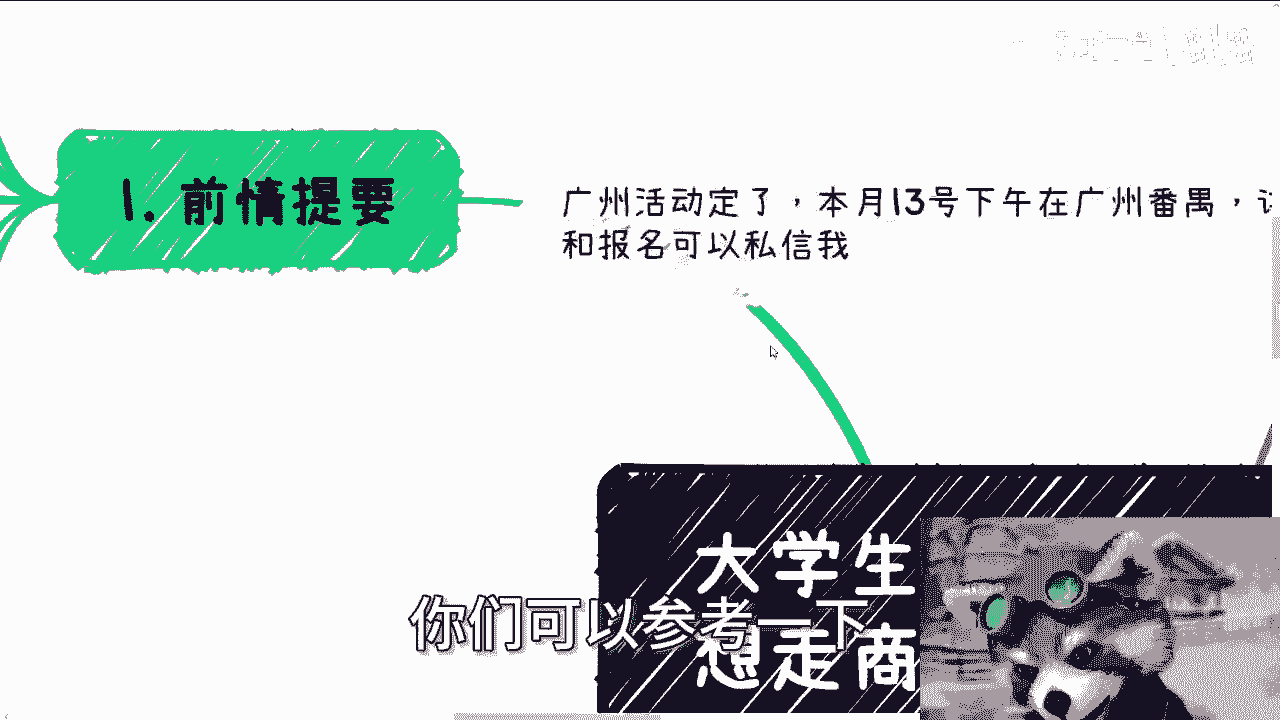 1. 前情提要
广州活动定了，本月13号下午在广州番禺，
和报名可以私信我
大学生
想走商
你们可以参考一下